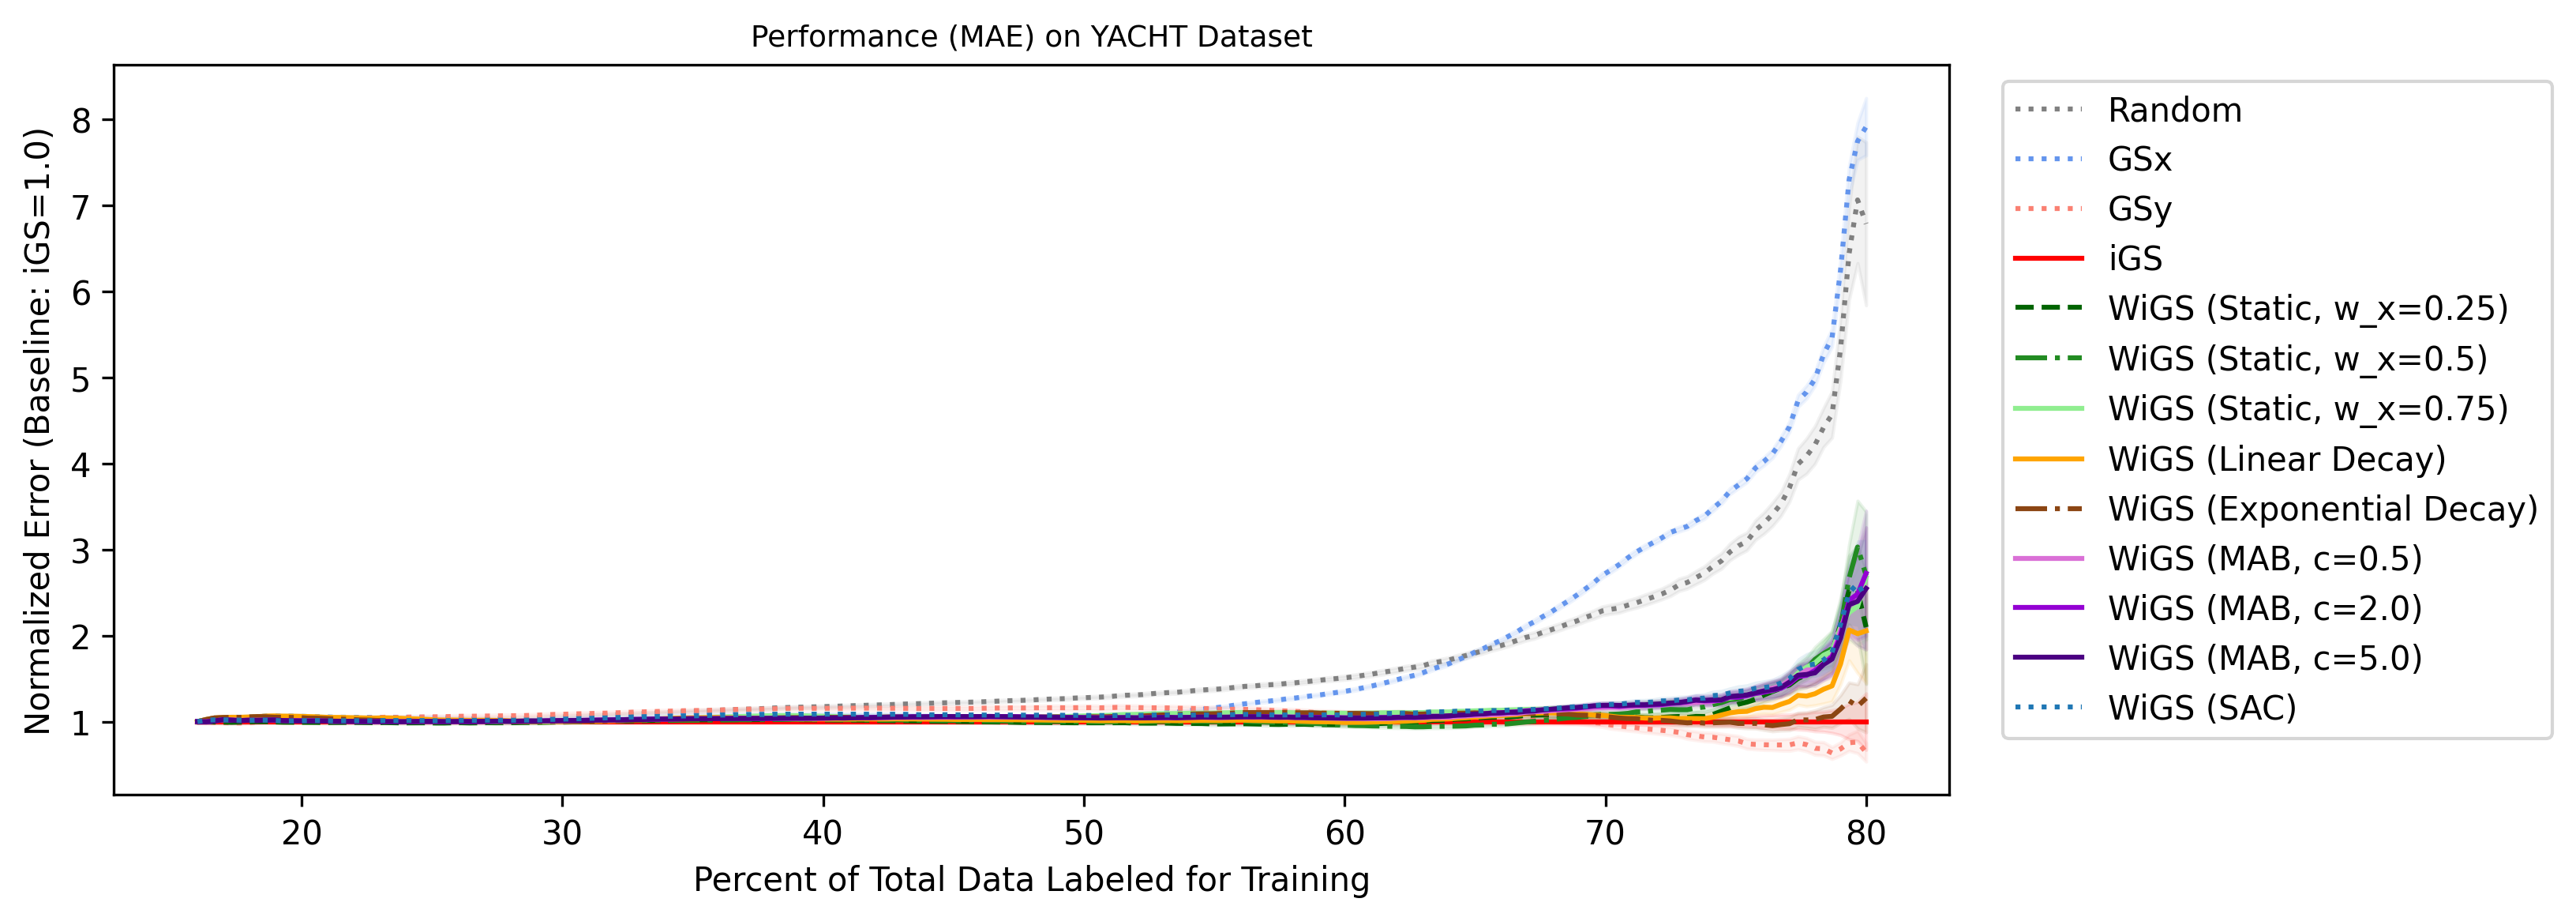 Performance (MAE) on YACHT Dataset
Normalized Error (Baseline: iGS=1.0)
8
7
6
5
4
3
2
1
20 30 40 50 60 70 80
Percent of Total Data Labeled for Training
Random
GSx
GSy
iGS
WiGS (Static, w_x=0.25)
WiGS (Static, w_x=0.5)
WiGS (Static, w_x=0.75)
WiGS (Linear Decay)
WiGS (Exponential Decay)
WiGS (MAB, c=0.5)
WiGS (MAB, c=2.0)
WiGS (MAB, c=5.0)
WiGS (SAC)